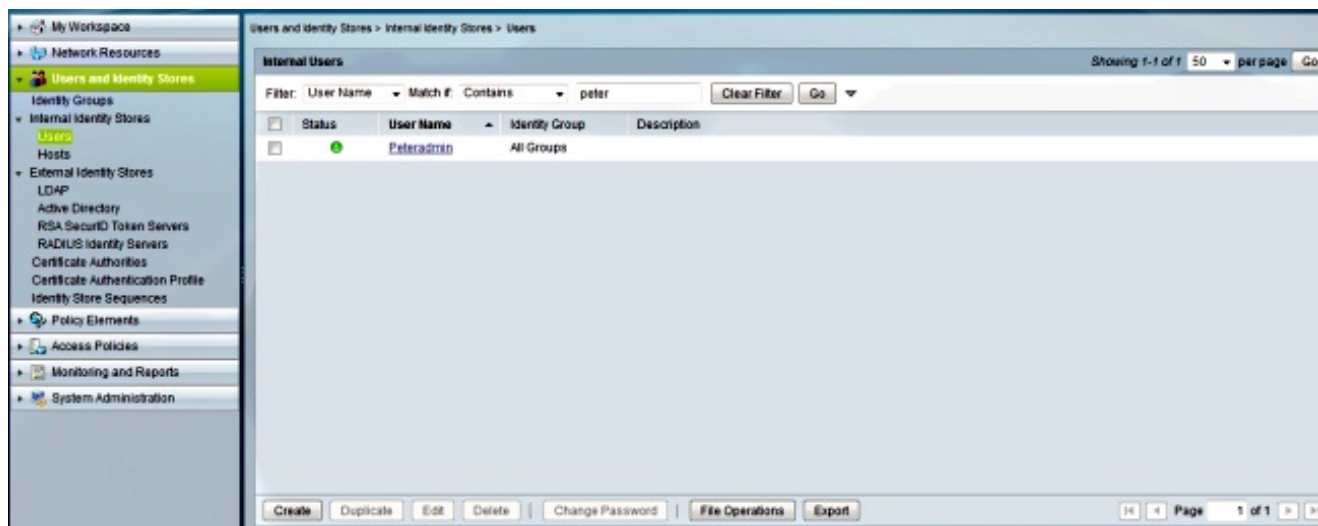 My Workspace
Network Resources
Users and Identity Stores
Identity Groups
Internal Identity Stores
Users
Hosts
External Identity Stores
LDAP
Active Directory
RSA SecurID Token Servers
RADIUS Identity Servers
Certificate Authorities
Certificate Authentication Profile
Identity Store Sequences
Policy Elements
Access Policies
Monitoring and Reports
System Administration
Users and Identity Stores > Internal Identity Stores > Users
Internal Users Showing 1-1 of 1 50 per page Go
Filter: User Name Match if: Contains peter Clear Filter Go
Status User Name Identity Group Description
Peteradmin All Groups
Create Duplicate Edit Delete | Change Password | File Operations Export Page 1 of 1